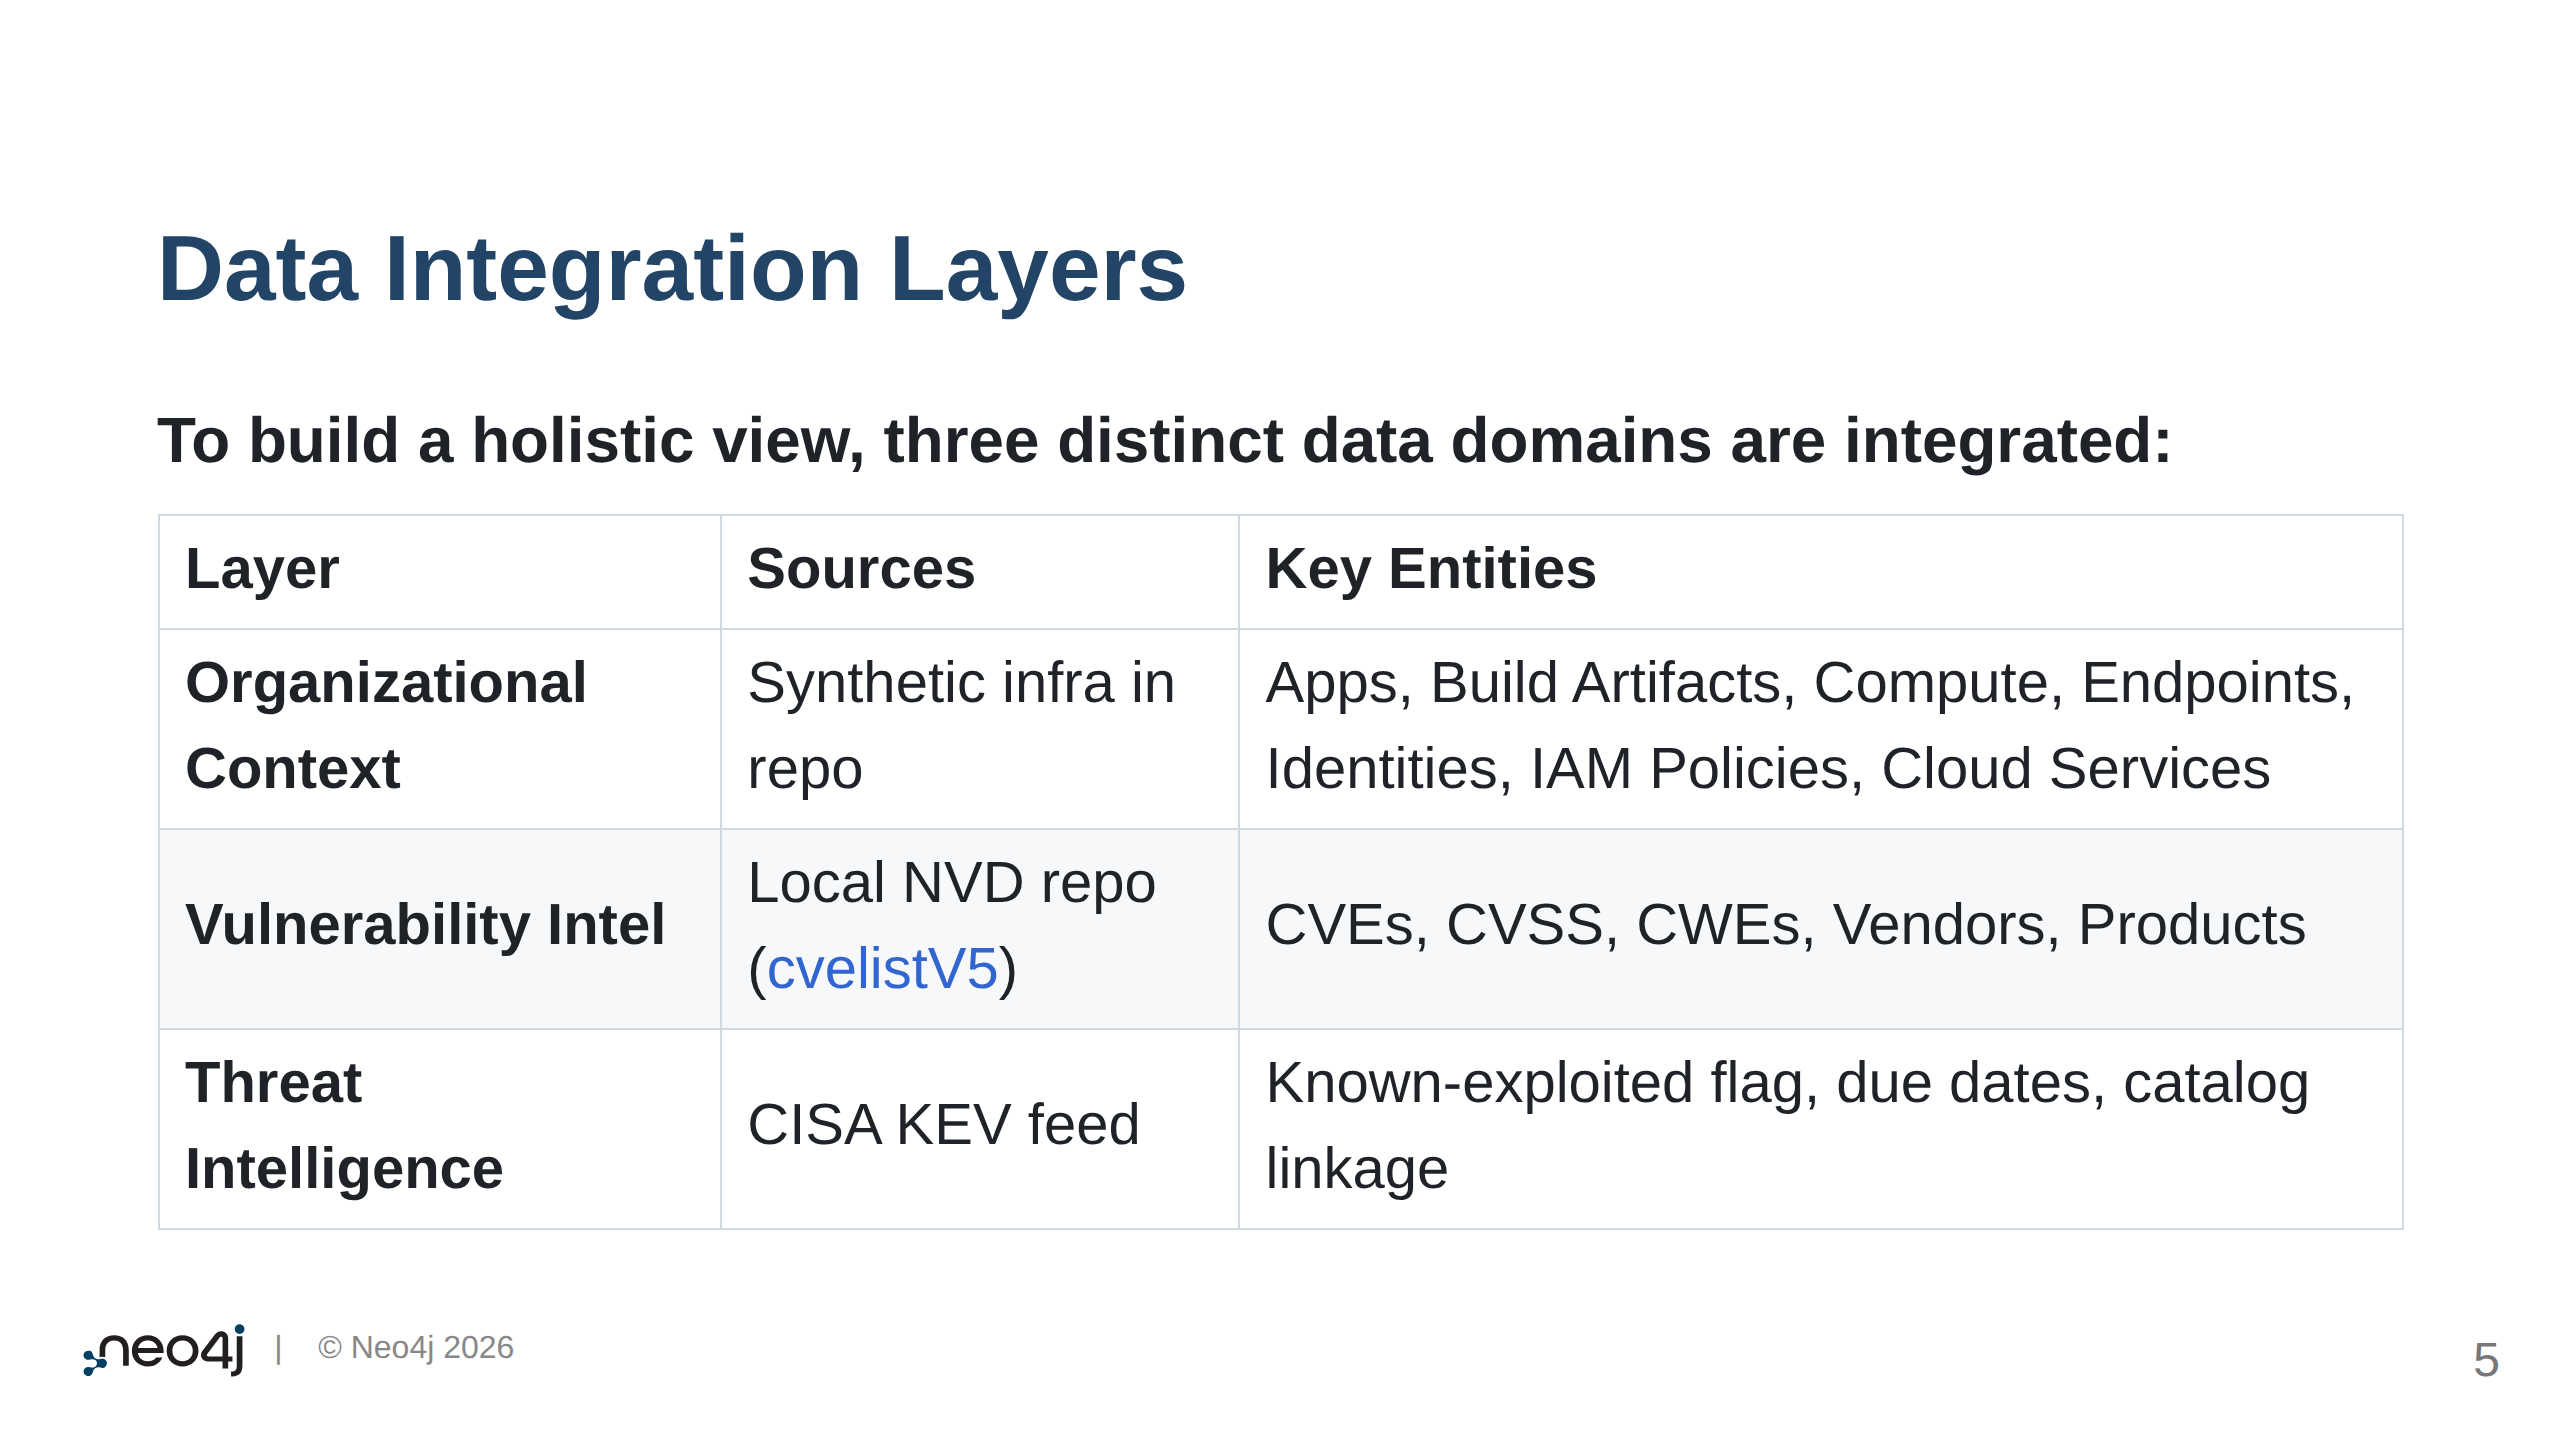 Data Integration Layers
To build a holistic view, three distinct data domains are integrated:
Layer
Sources
Key Entities
Organizational
Context
Synthetic infra in
repo
Apps, Build Artifacts, Compute, Endpoints,
Identities, IAM Policies, Cloud Services
Vulnerability Intel
Local NVD repo
(cvelistV5)
CVEs, CVSS, CWEs, Vendors, Products
Threat
Intelligence
CISA KEV feed
Known-exploited flag, due dates, catalog
linkage
neo4j | © Neo4j 2026
5